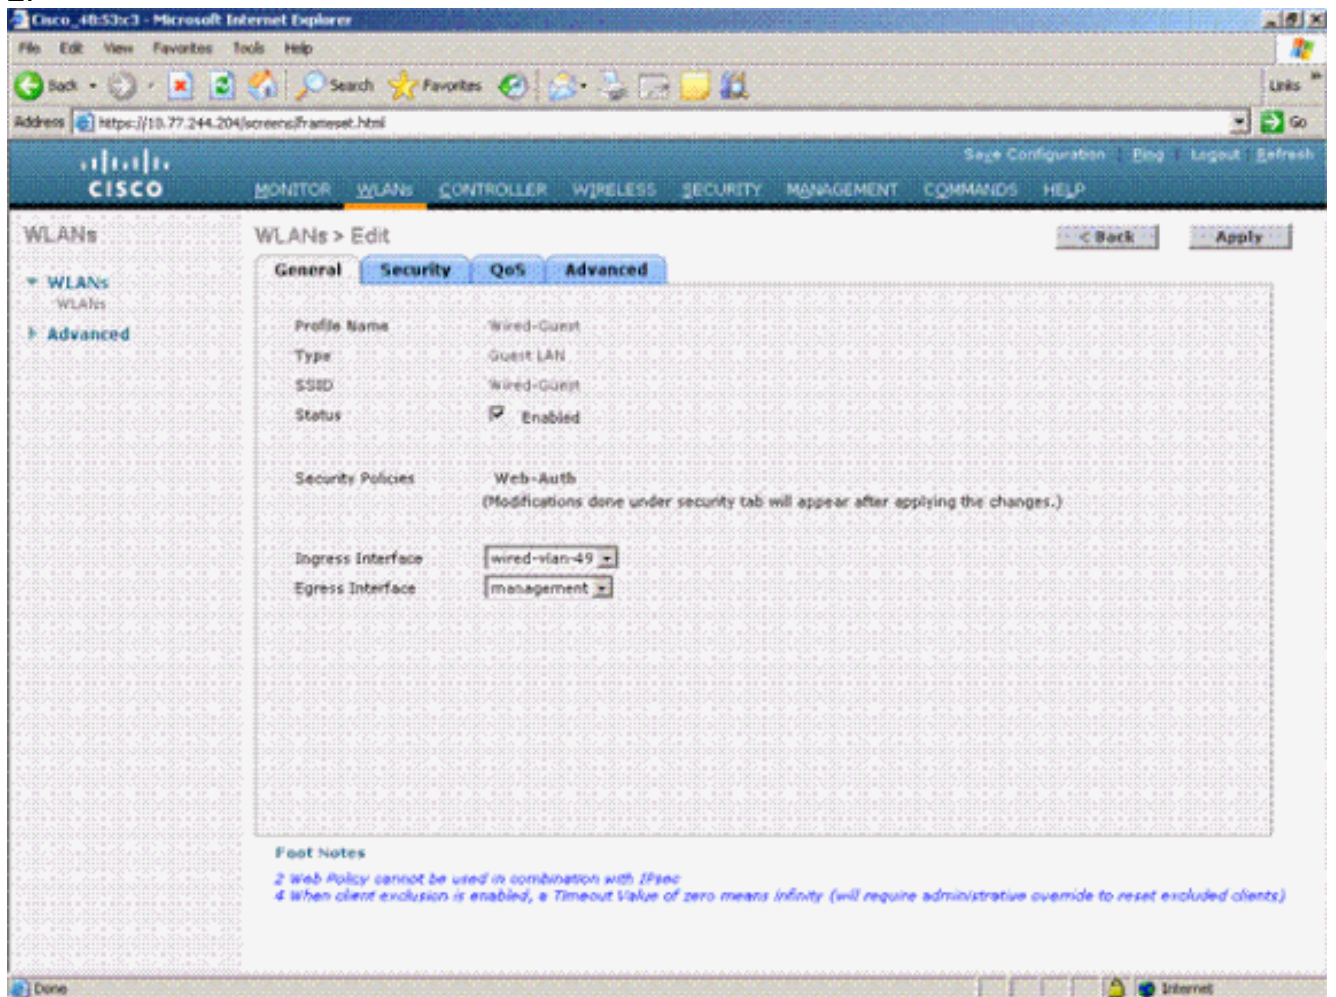 2.
Cisco_48:53:c3 - Microsoft Internet Explorer
File Edit View Favorites Tools Help
Back Search Favorites Links
Address https://10.77.244.204/screens/frameset.html Go
Save Configuration Ping Logout Refresh
CISCO MONITOR WLANs CONTROLLER WIRELESS SECURITY MANAGEMENT COMMANDS HELP
WLANs
WLANs > Edit
< Back Apply
General Security QoS Advanced
WLANs
WLANs
Advanced
Profile Name Wired-Guest
Type Guest LAN
SSID Wired-Guest
Status Enabled
Security Policies Web-Auth
(Modifications done under security tab will appear after applying the changes.)
Ingress Interface wired-vlan-49
Egress Interface management
Foot Notes
2 Web Policy cannot be used in combination with IPsec
4 When client exclusion is enabled, a Timeout Value of zero means infinity (will require administrative override to reset excluded clients)
Done Internet